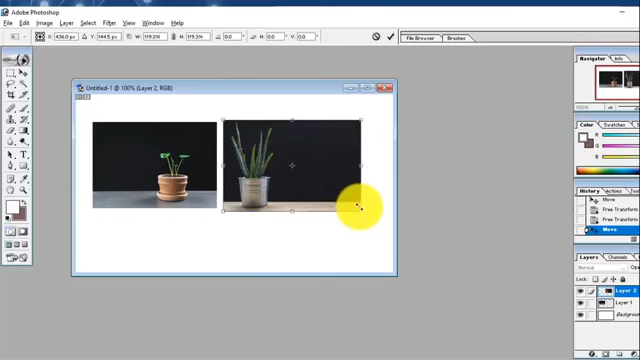 Adobe Photoshop
File Edit Image Layer Select Filter View Window Help
X: 436.0 px Y: 144.5 px W: 119.3% H: 119.3% 0.0 ° H: 0.0 ° V: 0.0 °
File Browser Brushes
Untitled-1 @ 100% (Layer 2, RGB)
Navigator Info
100%
Color Swatches
R
G
B
History Actions
Move
Free Transform
Free Transform
Move
Layers Channels
Normal
Lock:
Layer 2
Layer 1